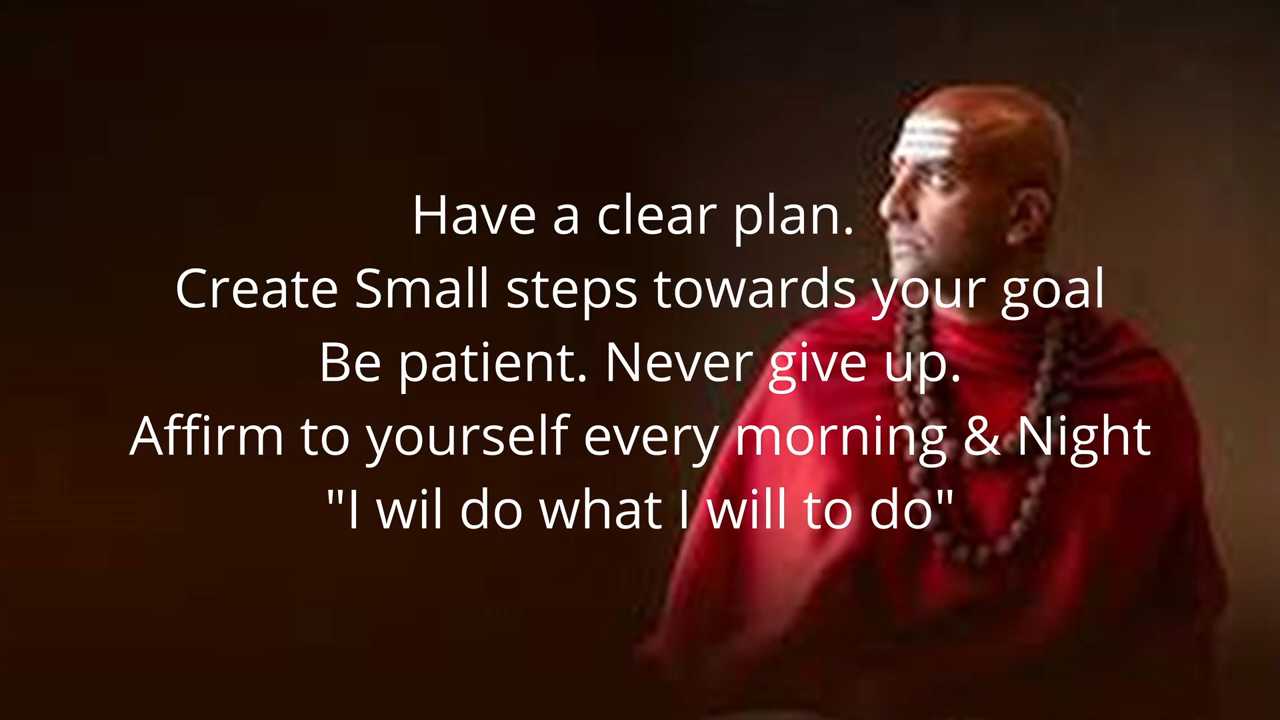 Have a clear plan.
Create Small steps towards your goal
Be patient. Never give up.
Affirm to yourself every morning & Night
"I wil do what I will to do"